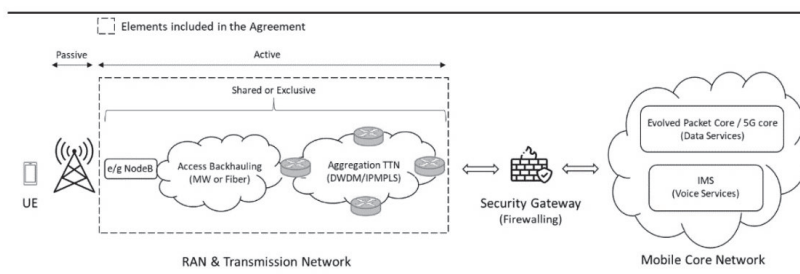 Elements included in the Agreement
Passive
Active
Shared or Exclusive
e/g NodeB
Access Backhauling
(MW or Fiber)
Aggregation TTN
(DWDM/IPMPLS)
UE
Security Gateway
(Firewalling)
Evolved Packet Core / 5G core
(Data Services)
IMS
(Voice Services)
RAN & Transmission Network
Mobile Core Network